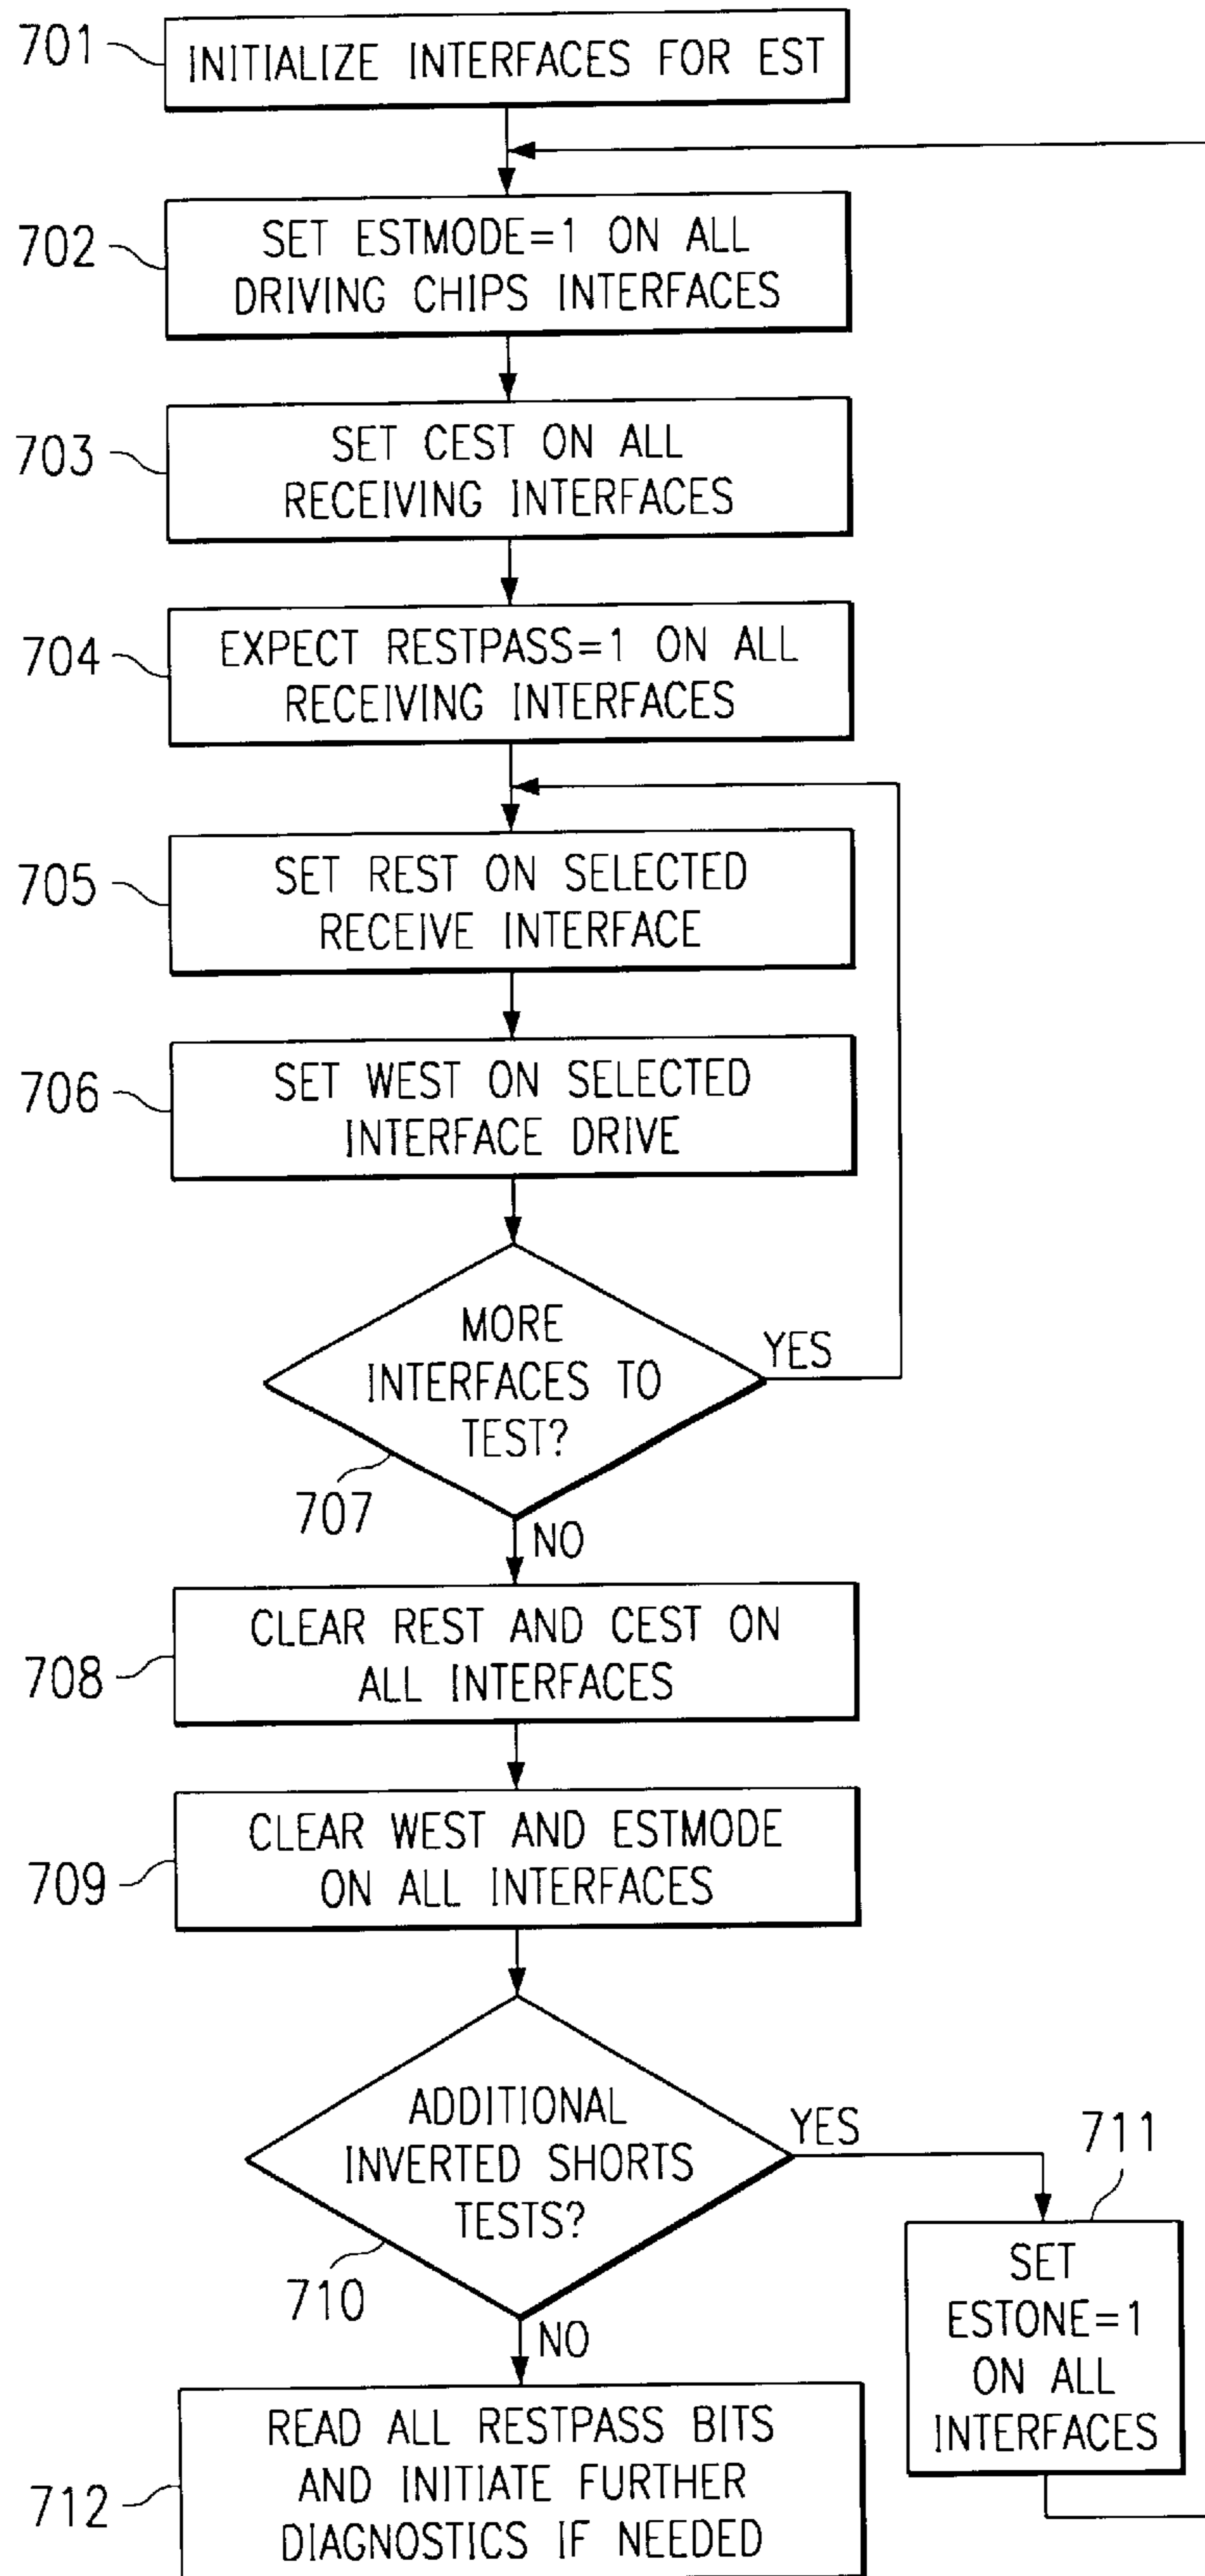 701
INITIALIZE INTERFACES FOR EST
702
SET ESTMODE=1 ON ALL
DRIVING CHIPS INTERFACES
703
SET CEST ON ALL
RECEIVING INTERFACES
704
EXPECT RESTPASS=1 ON ALL
RECEIVING INTERFACES
705
SET REST ON SELECTED
RECEIVE INTERFACE
706
SET WEST ON SELECTED
INTERFACE DRIVE
MORE
INTERFACES TO
TEST?
YES
707
NO
708
CLEAR REST AND CEST ON
ALL INTERFACES
709
CLEAR WEST AND ESTMODE
ON ALL INTERFACES
ADDITIONAL
INVERTED SHORTS
TESTS?
YES
710
NO
711
SET
ESTONE=1
ON ALL
INTERFACES
712
READ ALL RESTPASS BITS
AND INITIATE FURTHER
DIAGNOSTICS IF NEEDED